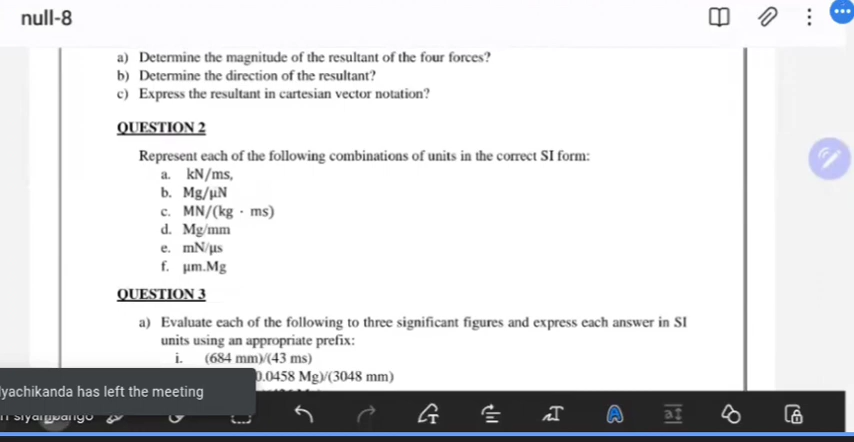 null-8
a) Determine the magnitude of the resultant of the four forces?
b) Determine the direction of the resultant?
c) Express the resultant in cartesian vector notation?
QUESTION 2
Represent each of the following combinations of units in the correct SI form:
a. kN/ms,
b. Mg/µN
c. MN/(kg · ms)
d. Mg/mm
e. mN/µs
f. µm.Mg
QUESTION 3
a) Evaluate each of the following to three significant figures and express each answer in SI
units using an appropriate prefix:
i. (684 mm)/(43 ms)
0.0458 Mg)/(3048 mm)
lyachikanda has left the meeting